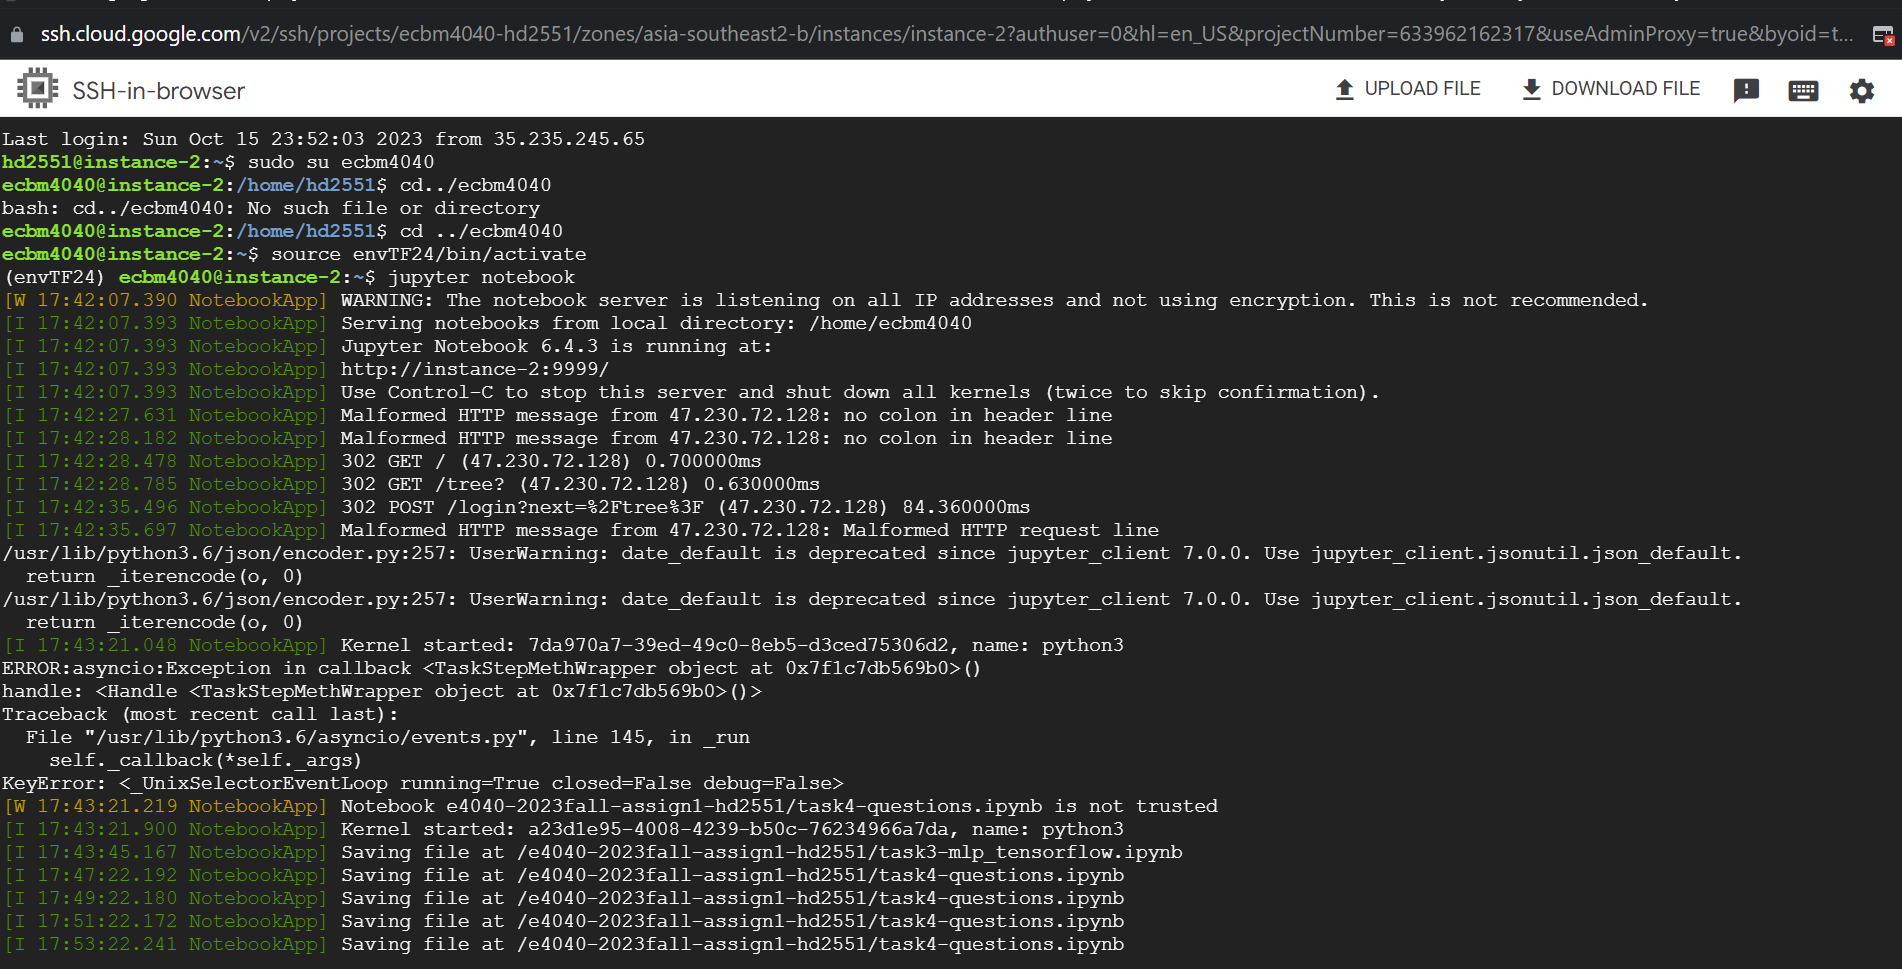 ssh.cloud.google.com/v2/ssh/projects/ecbm4040-hd2551/zones/asia-southeast2-b/instances/instance-2?authuser=0&hl=en_US&projectNumber=633962162317&useAdminProxy=true&byoid=t...
SSH-in-browser UPLOAD FILE DOWNLOAD FILE
Last login: Sun Oct 15 23:52:03 2023 from 35.235.245.65
hd2551@instance-2:~$ sudo su ecbm4040
ecbm4040@instance-2:/home/hd2551$ cd../ecbm4040
bash: cd../ecbm4040: No such file or directory
ecbm4040@instance-2:/home/hd2551$ cd ../ecbm4040
ecbm4040@instance-2:~$ source envTF24/bin/activate
(envTF24) ecbm4040@instance-2:~$ jupyter notebook
[W 17:42:07.390 NotebookApp] WARNING: The notebook server is listening on all IP addresses and not using encryption. This is not recommended.
[I 17:42:07.393 NotebookApp] Serving notebooks from local directory: /home/ecbm4040
[I 17:42:07.393 NotebookApp] Jupyter Notebook 6.4.3 is running at:
[I 17:42:07.393 NotebookApp] http://instance-2:9999/
[I 17:42:07.393 NotebookApp] Use Control-C to stop this server and shut down all kernels (twice to skip confirmation).
[I 17:42:27.631 NotebookApp] Malformed HTTP message from 47.230.72.128: no colon in header line
[I 17:42:28.182 NotebookApp] Malformed HTTP message from 47.230.72.128: no colon in header line
[I 17:42:28.478 NotebookApp] 302 GET / (47.230.72.128) 0.700000ms
[I 17:42:28.785 NotebookApp] 302 GET /tree? (47.230.72.128) 0.630000ms
[I 17:42:35.496 NotebookApp] 302 POST /login?next=%2Ftree%3F (47.230.72.128) 84.360000ms
[I 17:42:35.697 NotebookApp] Malformed HTTP message from 47.230.72.128: Malformed HTTP request line
/usr/lib/python3.6/json/encoder.py:257: UserWarning: date_default is deprecated since jupyter_client 7.0.0. Use jupyter_client.jsonutil.json_default.
return _iterencode(o, 0)
/usr/lib/python3.6/json/encoder.py:257: UserWarning: date_default is deprecated since jupyter_client 7.0.0. Use jupyter_client.jsonutil.json_default.
return _iterencode(o, 0)
[I 17:43:21.048 NotebookApp] Kernel started: 7da970a7-39ed-49c0-8eb5-d3ced75306d2, name: python3
ERROR:asyncio:Exception in callback <TaskStepMethWrapper object at 0x7f1c7db569b0>()
handle: <Handle <TaskStepMethWrapper object at 0x7f1c7db569b0>()>
Traceback (most recent call last):
File "/usr/lib/python3.6/asyncio/events.py", line 145, in _run
self._callback(*self._args)
KeyError: <_UnixSelectorEventLoop running=True closed=False debug=False>
[W 17:43:21.219 NotebookApp] Notebook e4040-2023fall-assign1-hd2551/task4-questions.ipynb is not trusted
[I 17:43:21.900 NotebookApp] Kernel started: a23d1e95-4008-4239-b50c-76234966a7da, name: python3
[I 17:43:45.167 NotebookApp] Saving file at /e4040-2023fall-assign1-hd2551/task3-mlp_tensorflow.ipynb
[I 17:47:22.192 NotebookApp] Saving file at /e4040-2023fall-assign1-hd2551/task4-questions.ipynb
[I 17:49:22.180 NotebookApp] Saving file at /e4040-2023fall-assign1-hd2551/task4-questions.ipynb
[I 17:51:22.172 NotebookApp] Saving file at /e4040-2023fall-assign1-hd2551/task4-questions.ipynb
[I 17:53:22.241 NotebookApp] Saving file at /e4040-2023fall-assign1-hd2551/task4-questions.ipynb